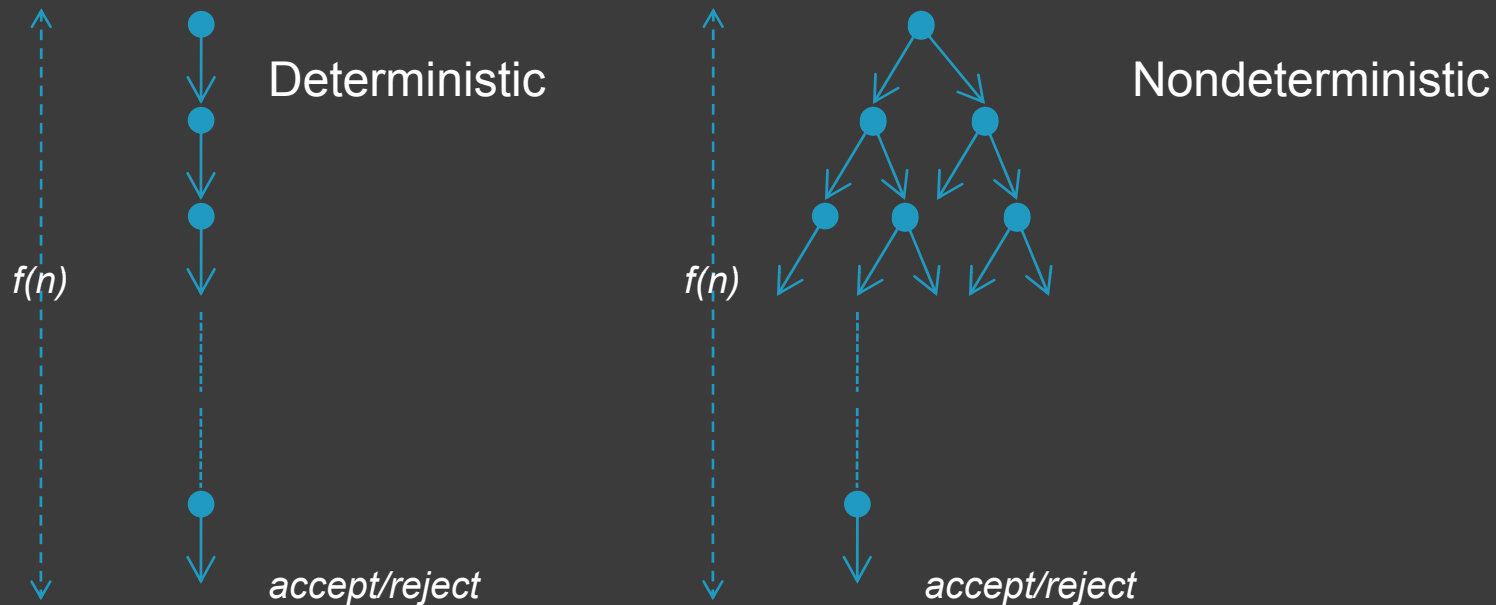 Deterministic
Nondeterministic
f(n)
f(n)
accept/reject
accept/reject